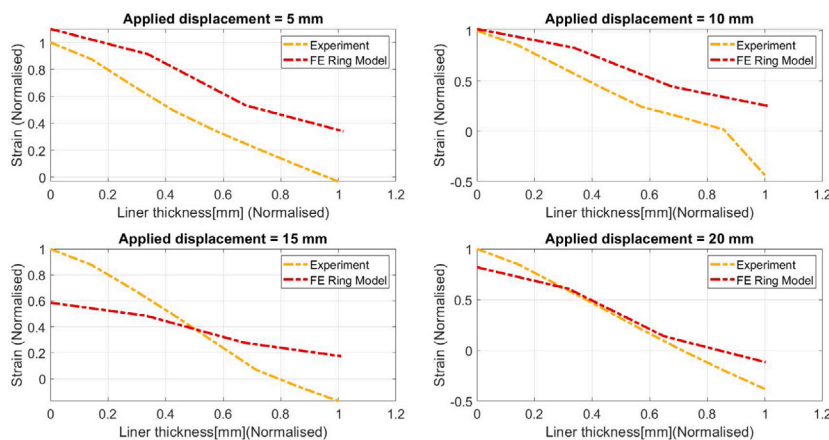 Applied displacement = 5 mm
Strain (Normalised)
1
0.8
0.6
0.4
0.2
0
0 0.2 0.4 0.6 0.8 1 1.2
Liner thickness[mm] (Normalised)
Experiment
FE Ring Model
Applied displacement = 10 mm
Strain (Normalised)
1
0.5
0
-0.5
0 0.2 0.4 0.6 0.8 1 1.2
Liner thickness[mm](Normalised)
Experiment
FE Ring Model
Applied displacement = 15 mm
Strain (Normalised)
1
0.8
0.6
0.4
0.2
0
0 0.2 0.4 0.6 0.8 1 1.2
Liner thickness[mm](Normalised)
Experiment
FE Ring Model
Applied displacement = 20 mm
Strain (Normalised)
1
0.5
0
-0.5
0 0.2 0.4 0.6 0.8 1 1.2
Liner thickness[mm](Normalised)
Experiment
FE Ring Model